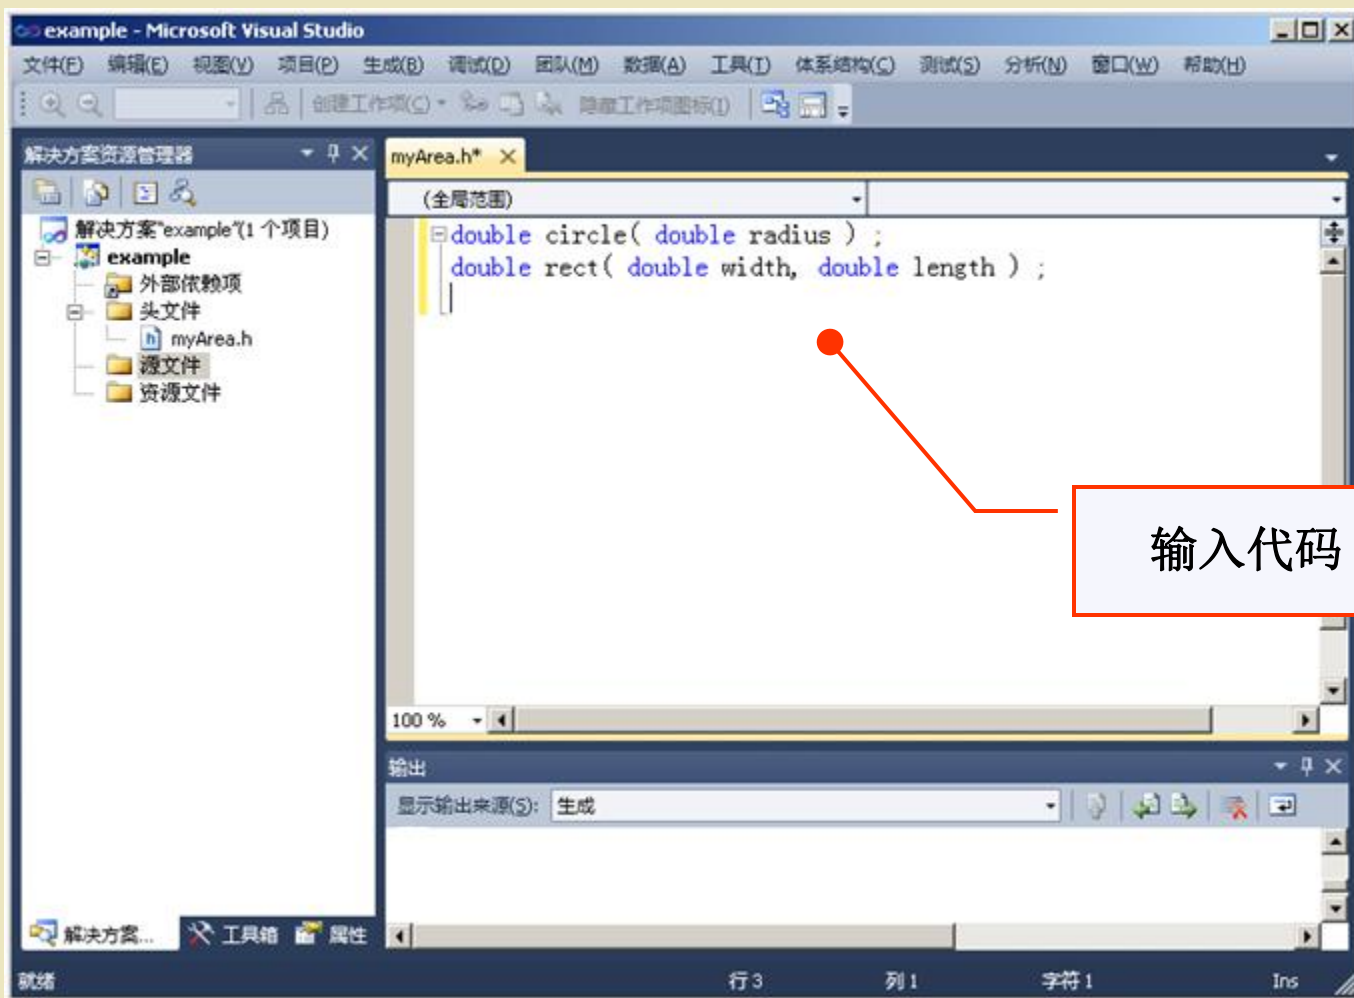 example - Microsoft Visual Studio
文件(F) 编辑(E) 视图(V) 项目(P) 生成(B) 调试(D) 团队(M) 数据(A) 工具(T) 体系结构(C) 测试(S) 分析(N) 窗口(W) 帮助(H)
创建工作项(C) 隐藏工作项图标(I)
解决方案资源管理器
myArea.h*
(全局范围)
解决方案"example"(1 个项目)
example
外部依赖项
头文件
myArea.h
源文件
资源文件
double circle( double radius ) ;
double rect( double width, double length ) ;
输入代码
100 %
输出
显示输出来源(S): 生成
解决方案... 工具箱 属性
就绪 行 3 列 1 字符 1 Ins